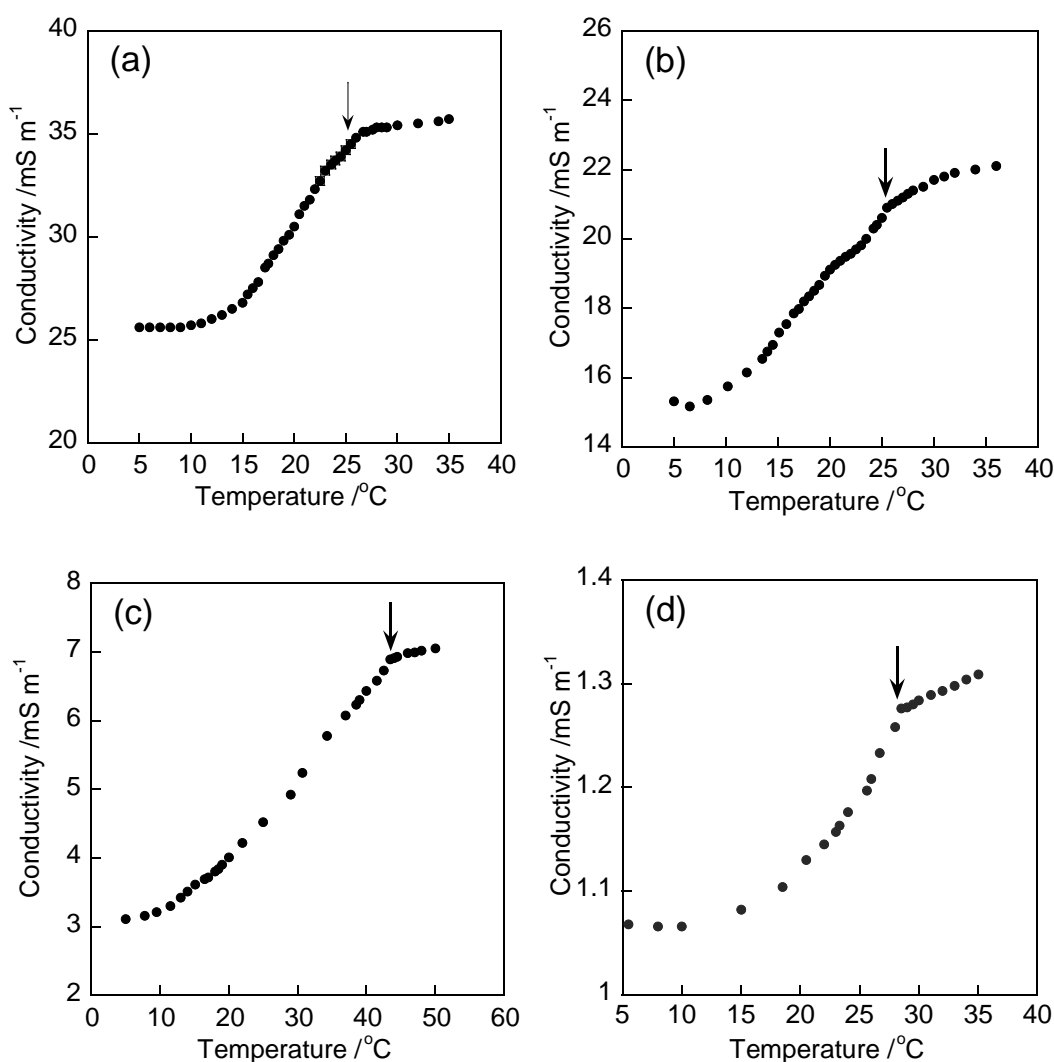 (a)
40
35
30
25
20
Conductivity /mS m⁻¹
0 5 10 15 20 25 30 35 40
Temperature /°C
(b)
26
24
22
20
18
16
14
Conductivity /mS m⁻¹
0 5 10 15 20 25 30 35 40
Temperature /°C
(c)
8
7
6
5
4
3
2
Conductivity /mS m⁻¹
0 10 20 30 40 50 60
Temperature /°C
(d)
1.4
1.3
1.2
1.1
1
Conductivity /mS m⁻¹
5 10 15 20 25 30 35 40
Temperature /°C